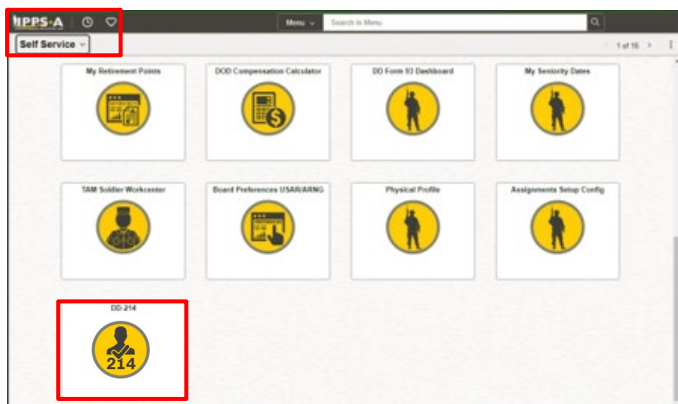 IPPS-A
Menu
Search in Menu
Self Service
1 of 16
My Retirement Points
DOD Compensation Calculator
DD Form 93 Dashboard
My Seniority Dates
TAM Soldier Workcenter
Board Preferences USAR/ARNG
Physical Profile
Assignments Setup Config
DD-214
214